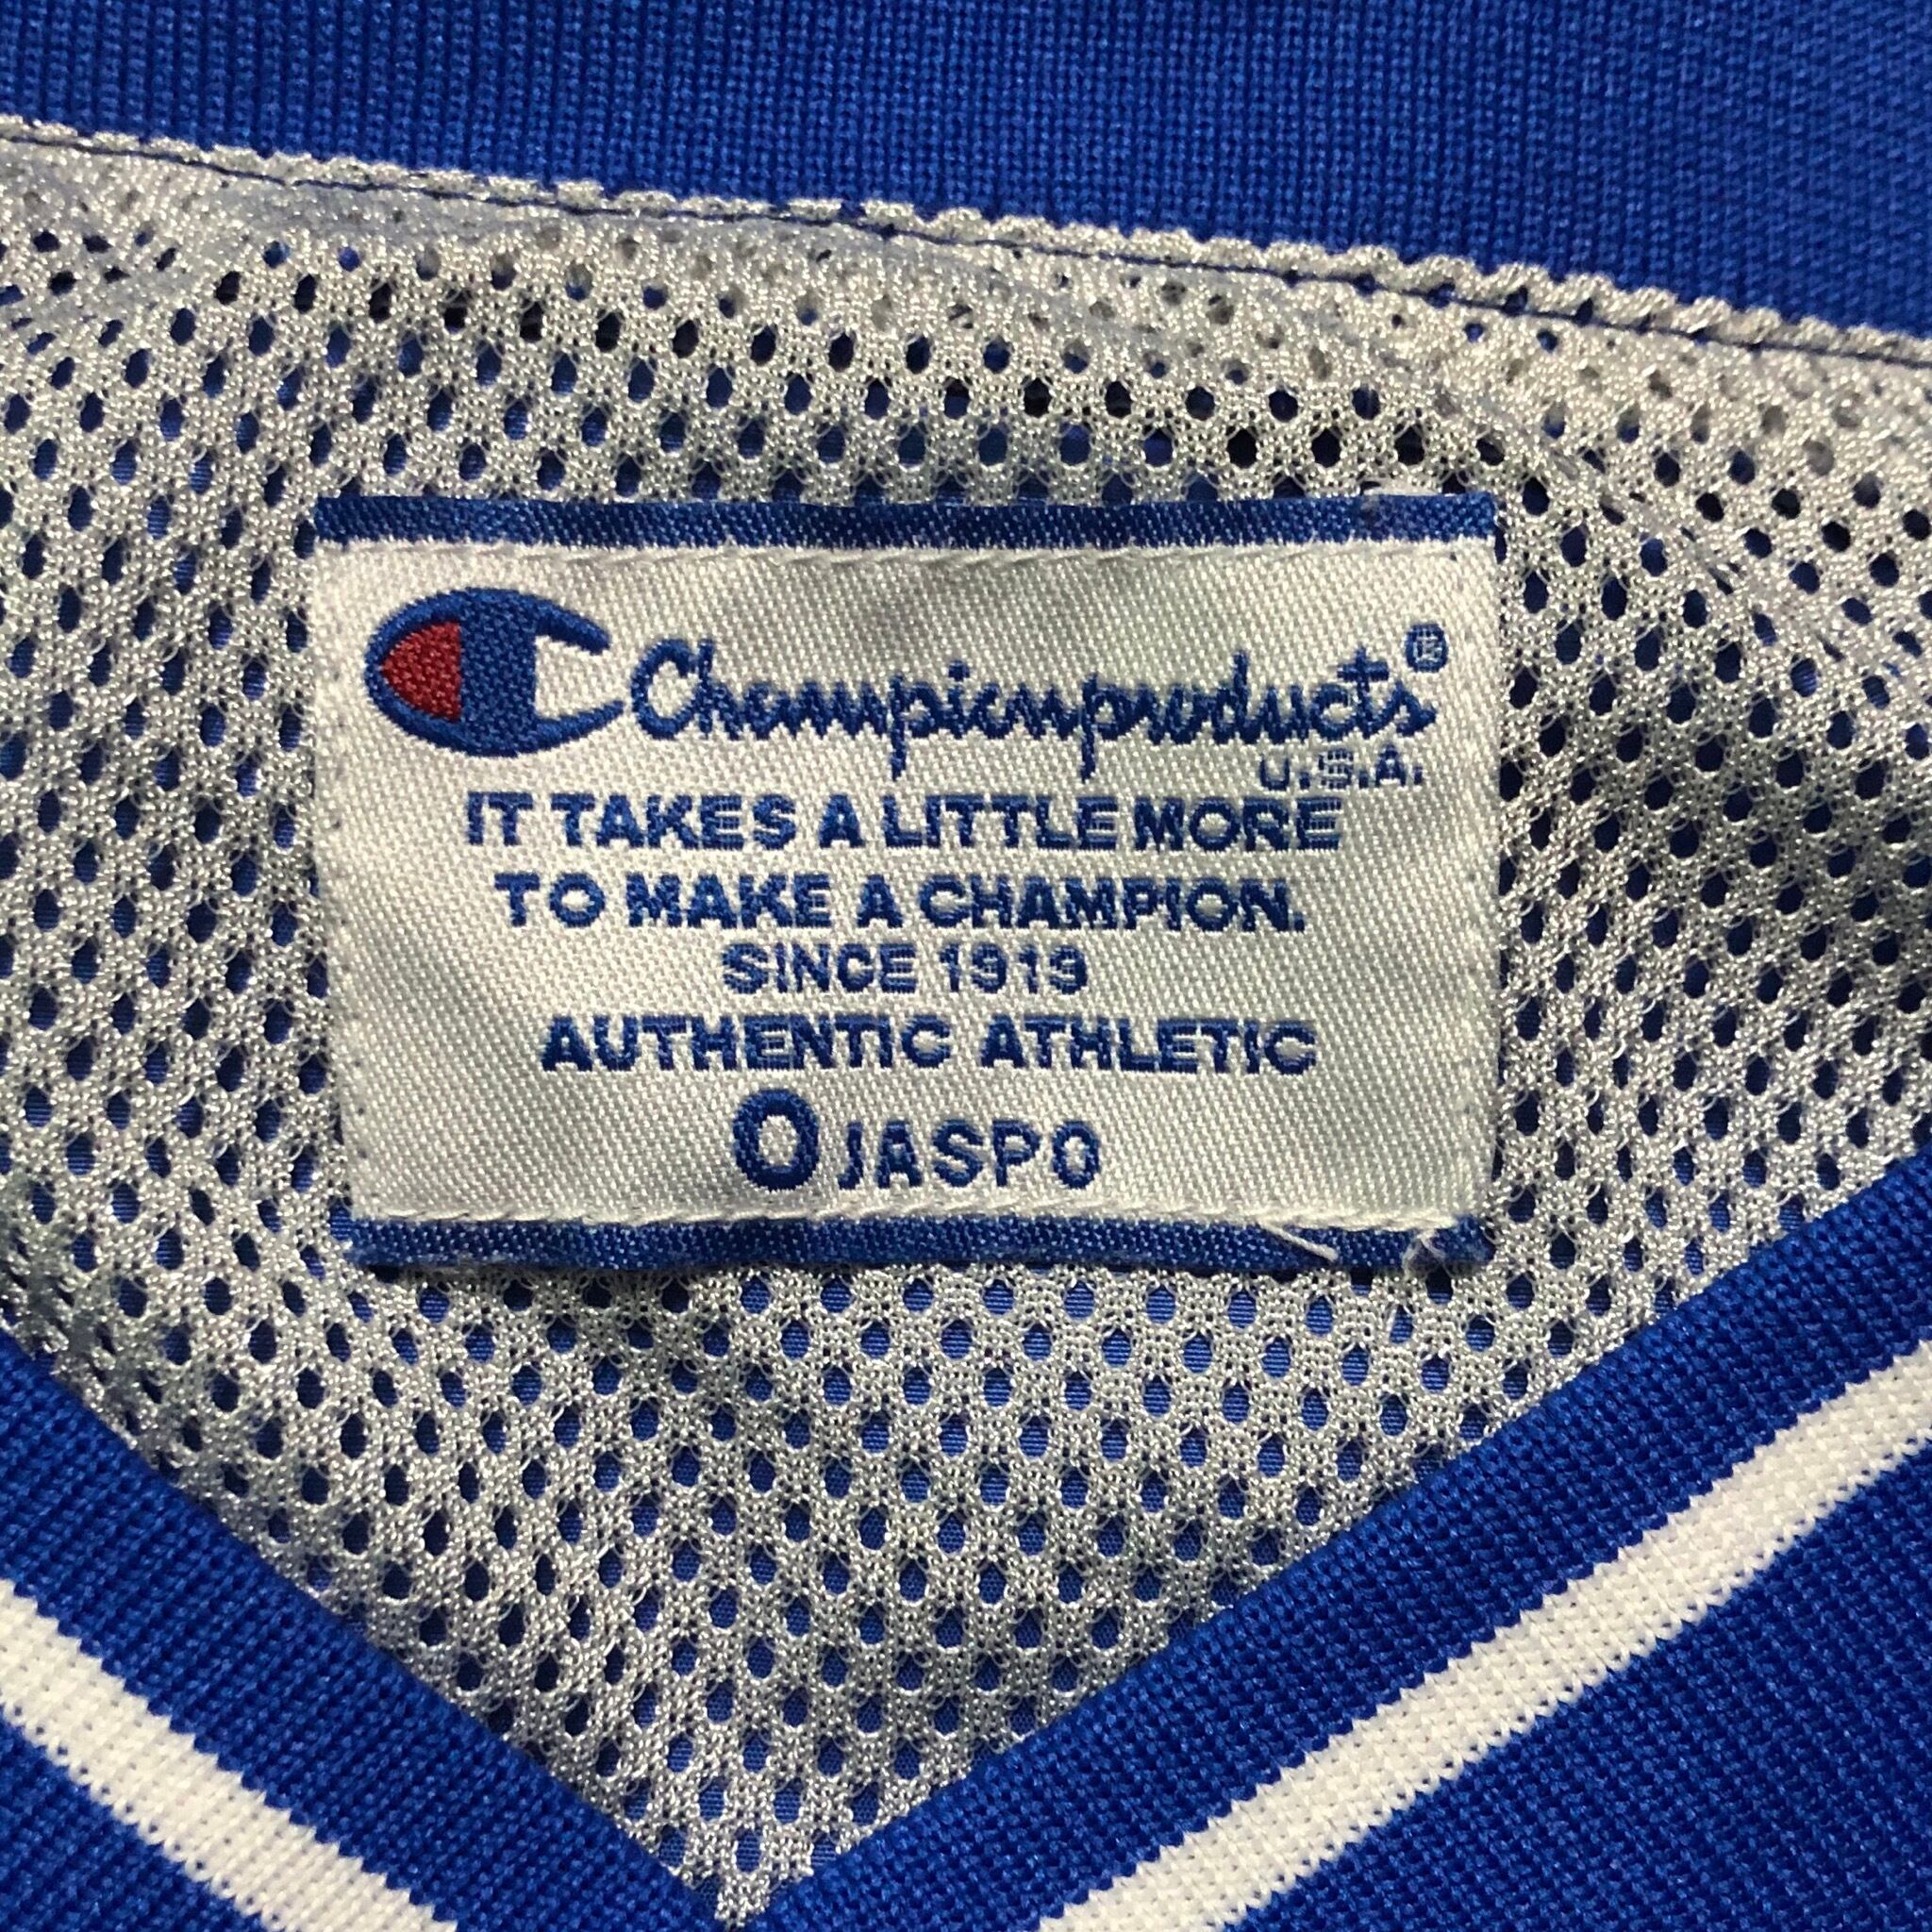 Championproducts®
U.S.A.
IT TAKES A LITTLE MORE
TO MAKE A CHAMPION.
SINCE 1919
AUTHENTIC ATHLETIC
O JASPO